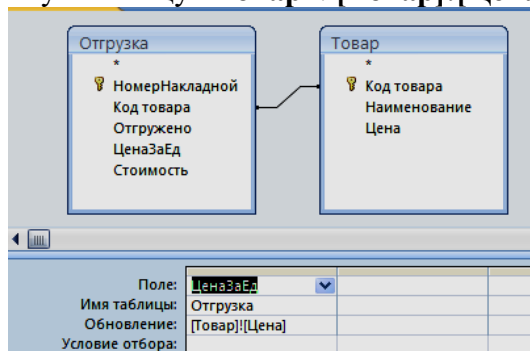 Отгрузка
*
НомерНакладной
Код товара
Отгружено
ЦенаЗаЕд
Стоимость
Товар
*
Код товара
Наименование
Цена
Поле: ЦенаЗаЕд
Имя таблицы: Отгрузка
Обновление: [Товар]![Цена]
Условие отбора: